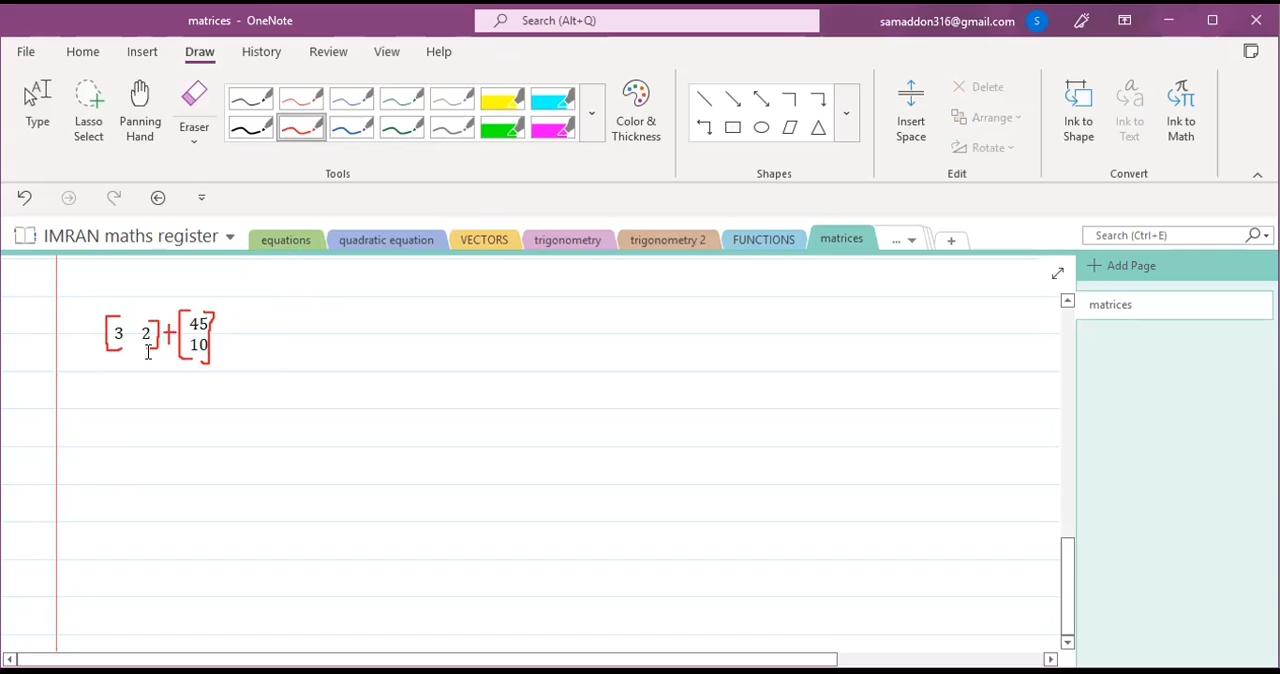 matrices - OneNote
Search (Alt+Q)
samaddon316@gmail.com
S
File Home Insert Draw History Review View Help
Type
Lasso Select
Panning Hand
Eraser
Color & Thickness
Insert Space
Delete
Arrange
Rotate
Ink to Shape
Ink to Text
Ink to Math
Tools Shapes Edit Convert
IMRAN maths register
equations quadratic equation VECTORS trigonometry trigonometry 2 FUNCTIONS matrices ... +
Search (Ctrl+E)
+ Add Page
matrices
[3 2] + [45
10]